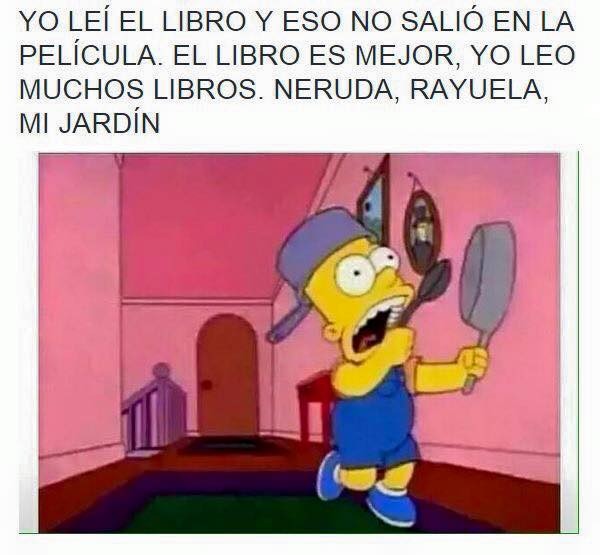 YO LEÍ EL LIBRO Y ESO NO SALIÓ EN LA
PELÍCULA. EL LIBRO ES MEJOR, YO LEO
MUCHOS LIBROS. NERUDA, RAYUELA,
MI JARDÍN